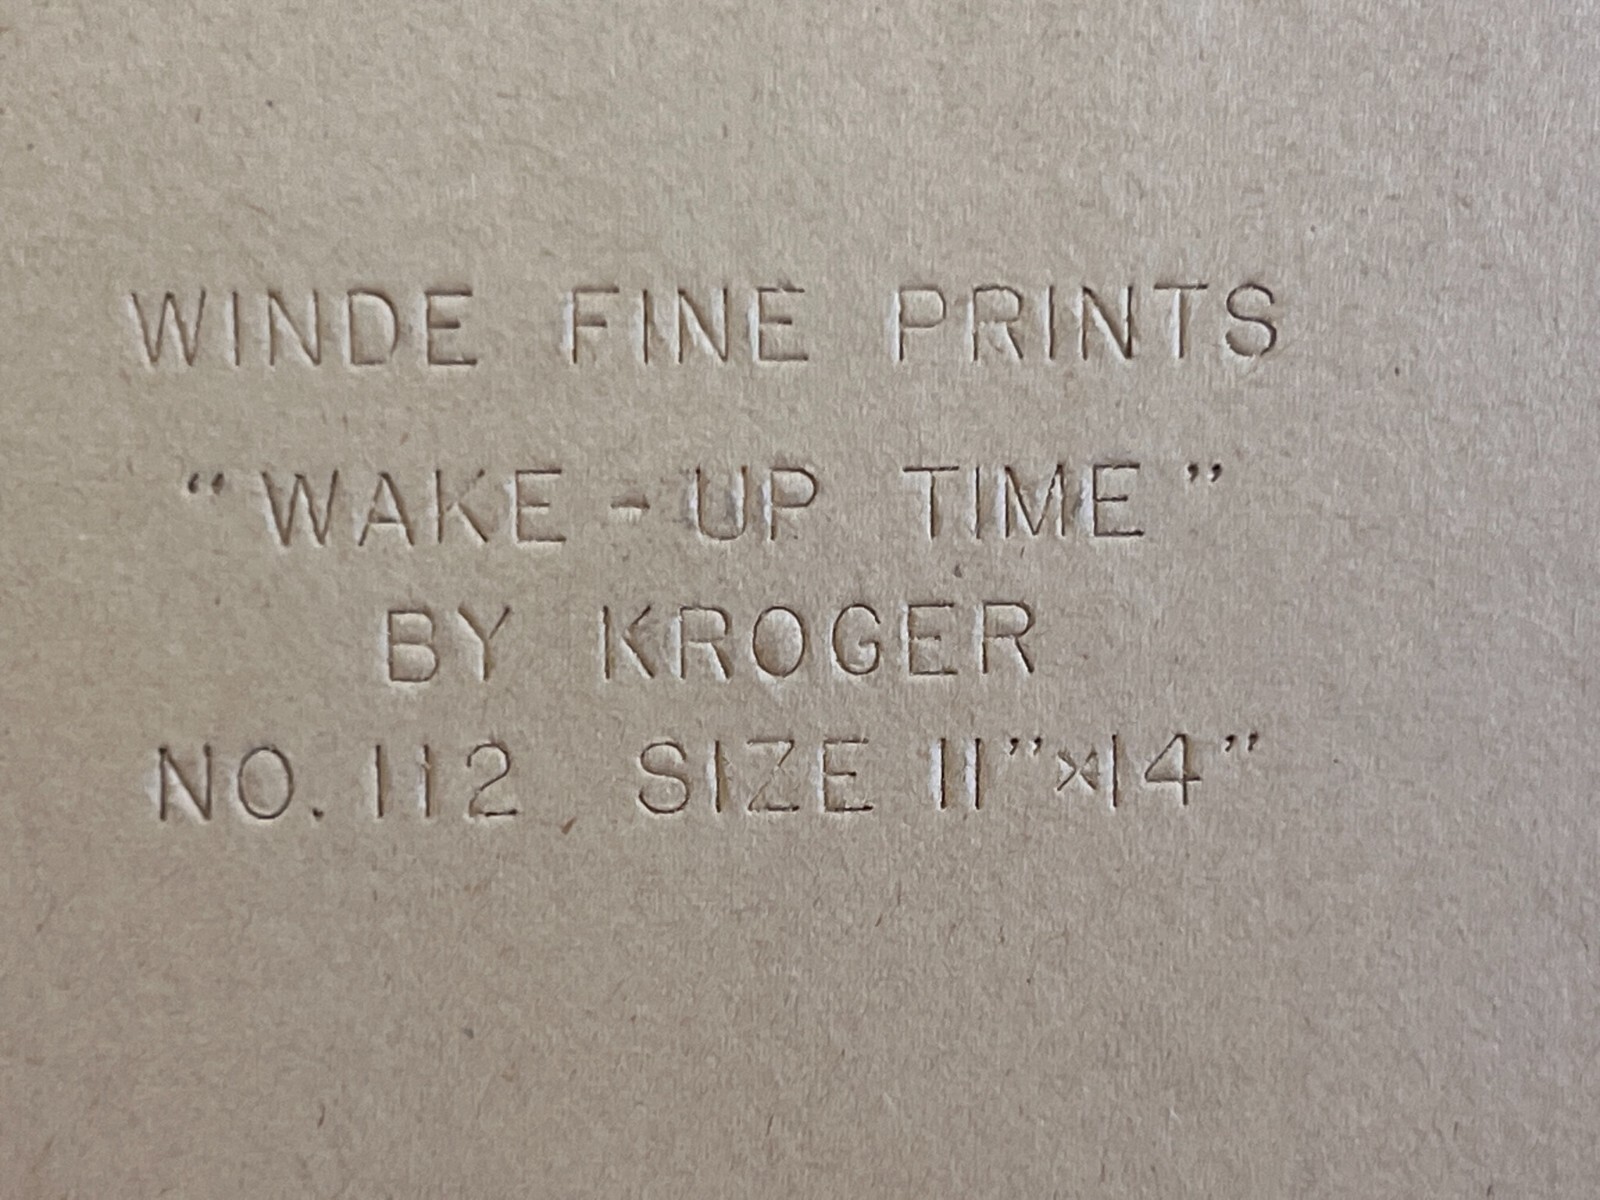 WINDE FINE PRINTS
“WAKE-UP TIME”
BY KROGER
NO. 112 SIZE 11”x14”